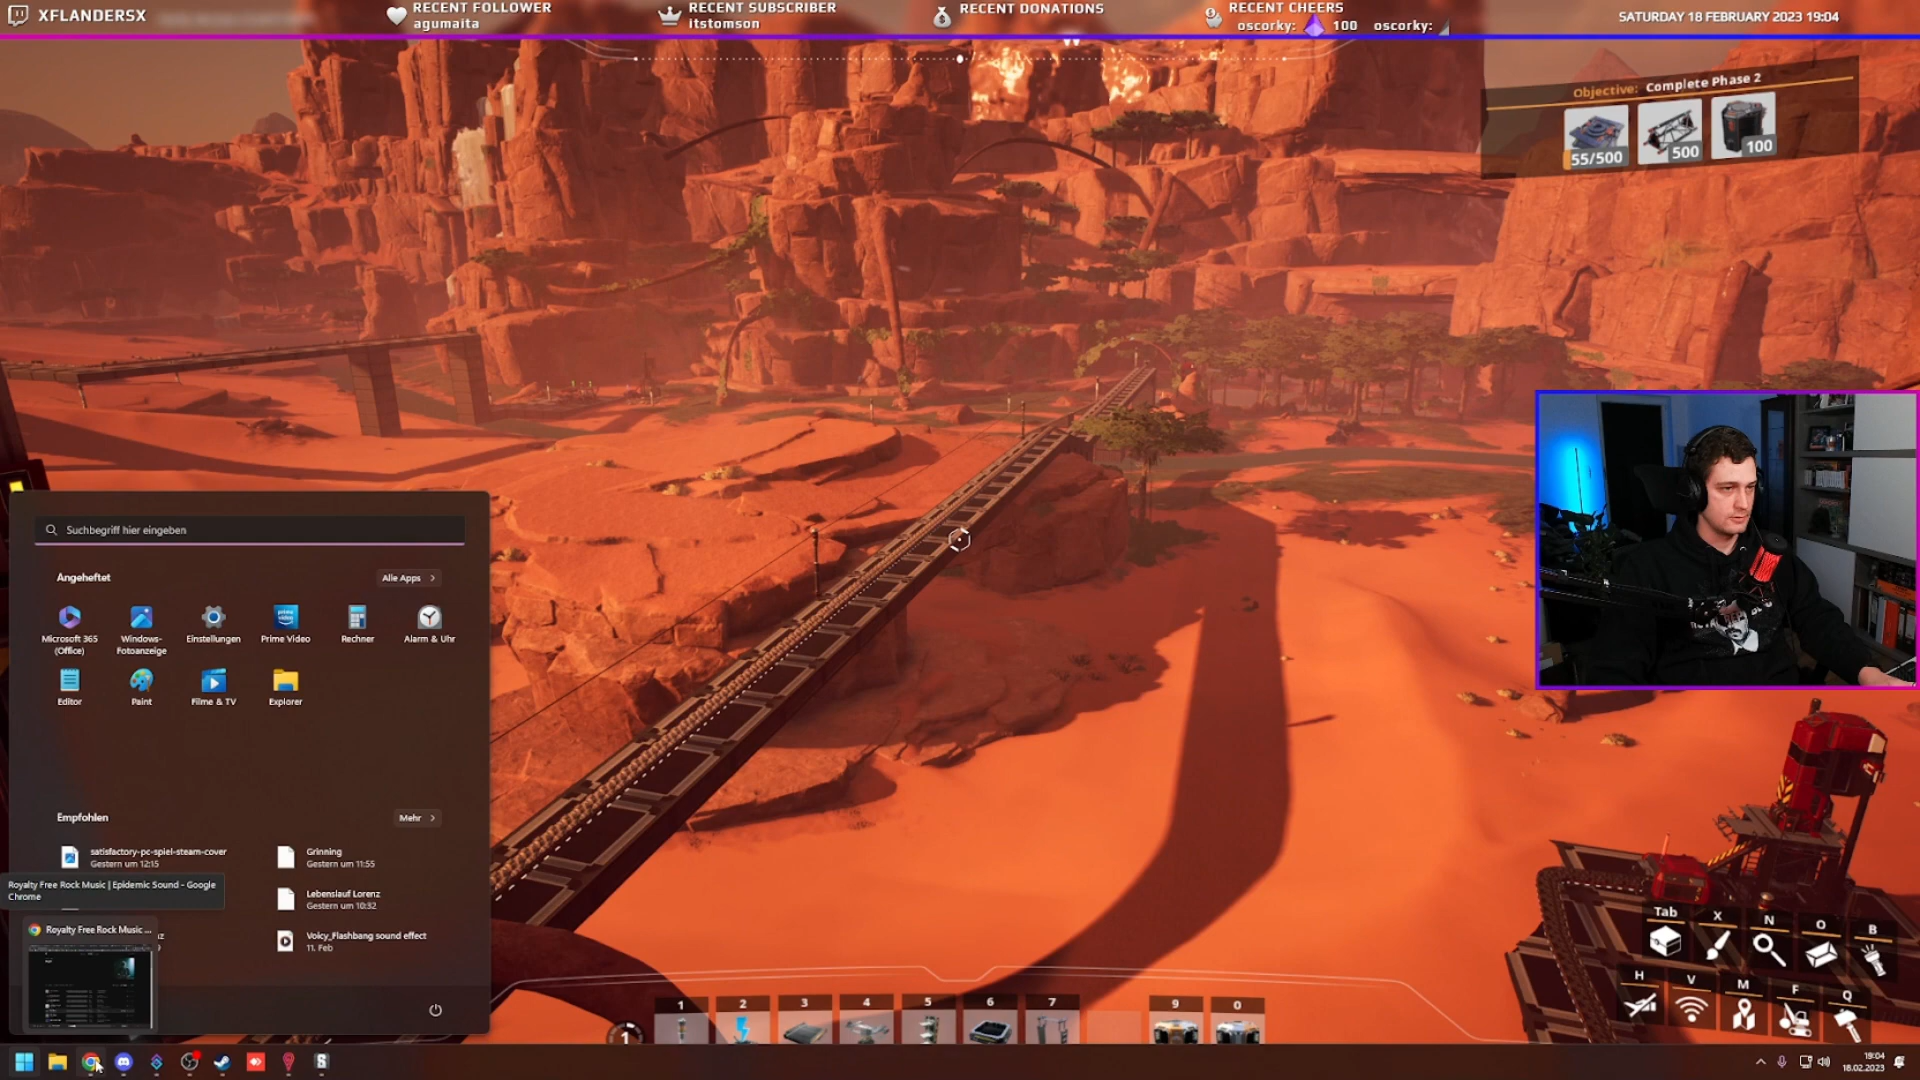 XFLANDERSX
RECENT FOLLOWER
agumaita
RECENT SUBSCRIBER
itstomson
RECENT DONATIONS
RECENT CHEERS
oscorky: 100 oscorky:
SATURDAY 18 FEBRUARY 2023 19:04
Objective: Complete Phase 2
55/500
500
100
Suchbegriff hier eingeben
Angeheftet
Alle Apps
Microsoft 365
(Office)
Windows-
Fotoanzeige
Einstellungen
Prime Video
Rechner
Alarm & Uhr
Editor
Paint
Filme & TV
Explorer
Empfohlen
Mehr
satisfactory-pc-spiel-steam-cover
Gestern um 12:15
Grinning
Gestern um 11:55
Royalty Free Rock Music | Epidemic Sound - Google
Chrome
Lebenslauf Lorenz
Gestern um 10:32
Royalty Free Rock Music ...
Voicy_Flashbang sound effect
11. Feb
Tab X N O B
H V M F Q
1 2 3 4 5 6 7 9 0
1
19:04
18.02.2023